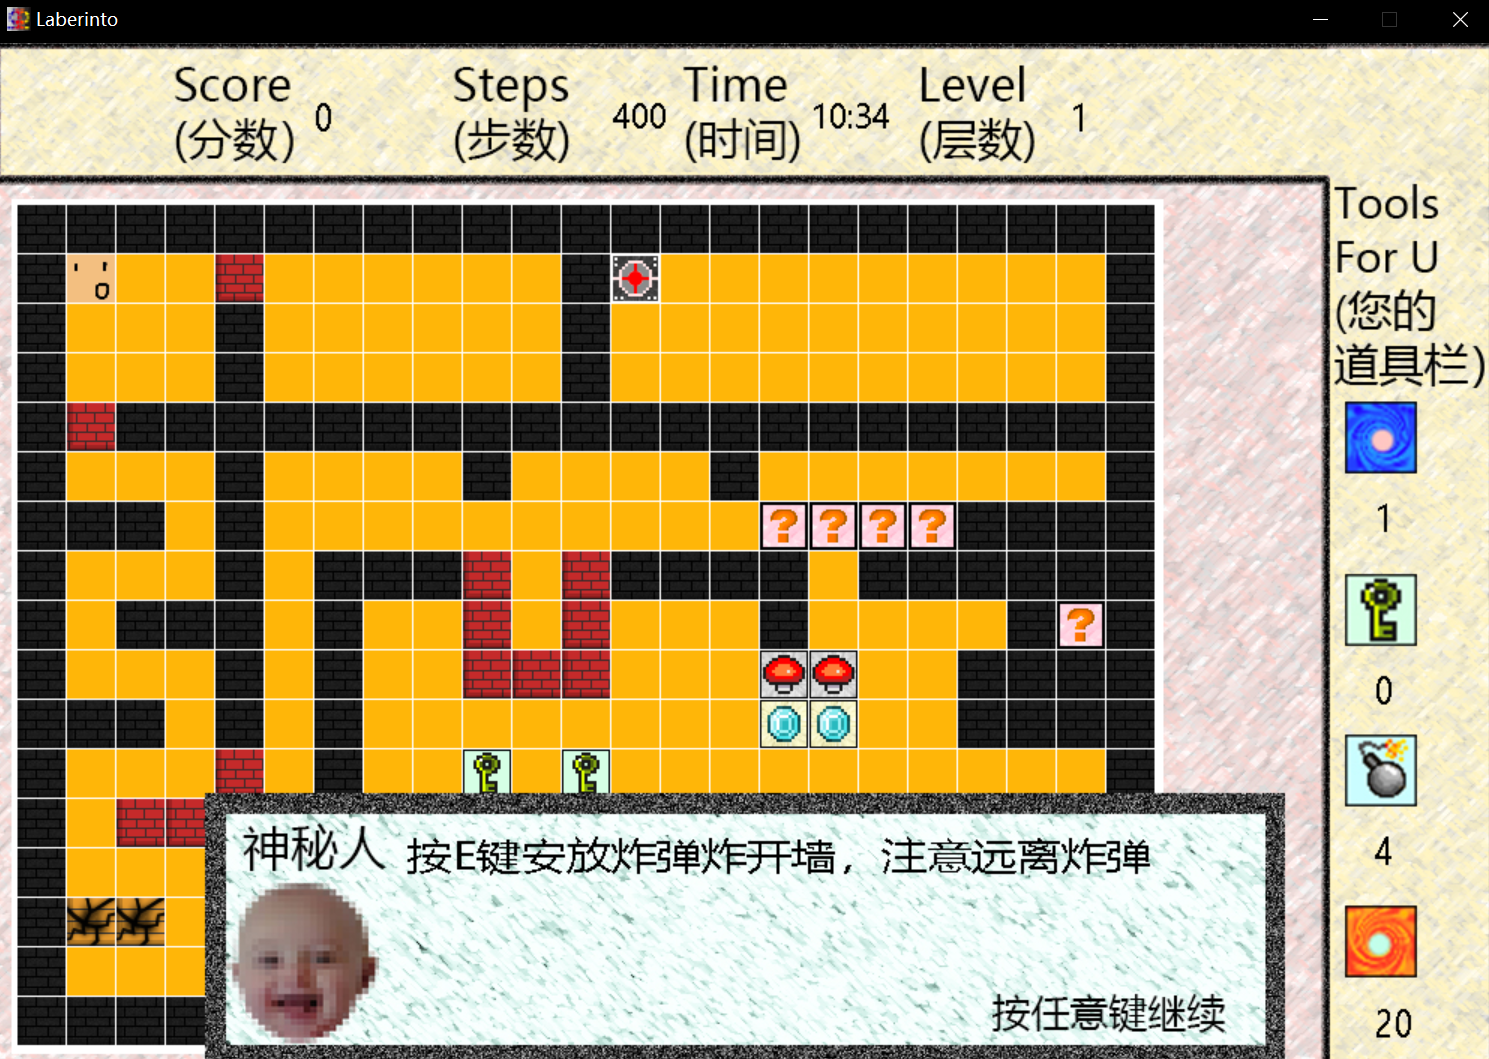 Laberinto
Score
(分数)
0
Steps
(步数)
400
Time
(时间)
10:34
Level
(层数)
1
Tools
For U
(您的
道具栏)
1
0
4
20
? ? ? ?
?
神秘人
按E键安放炸弹炸开墙，注意远离炸弹
按任意键继续